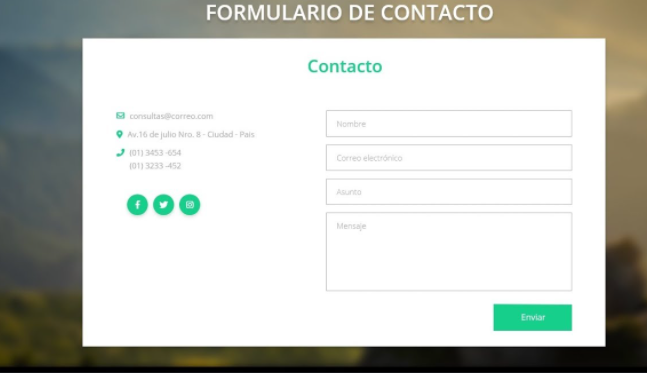 FORMULARIO DE CONTACTO
Contacto
consultas@correo.com
Av.16 de julio Nro. 8 - Ciudad - Pais
(01) 3453 -654
(01) 3233 -452
Nombre
Correo electrónico
Asunto
Mensaje
Enviar